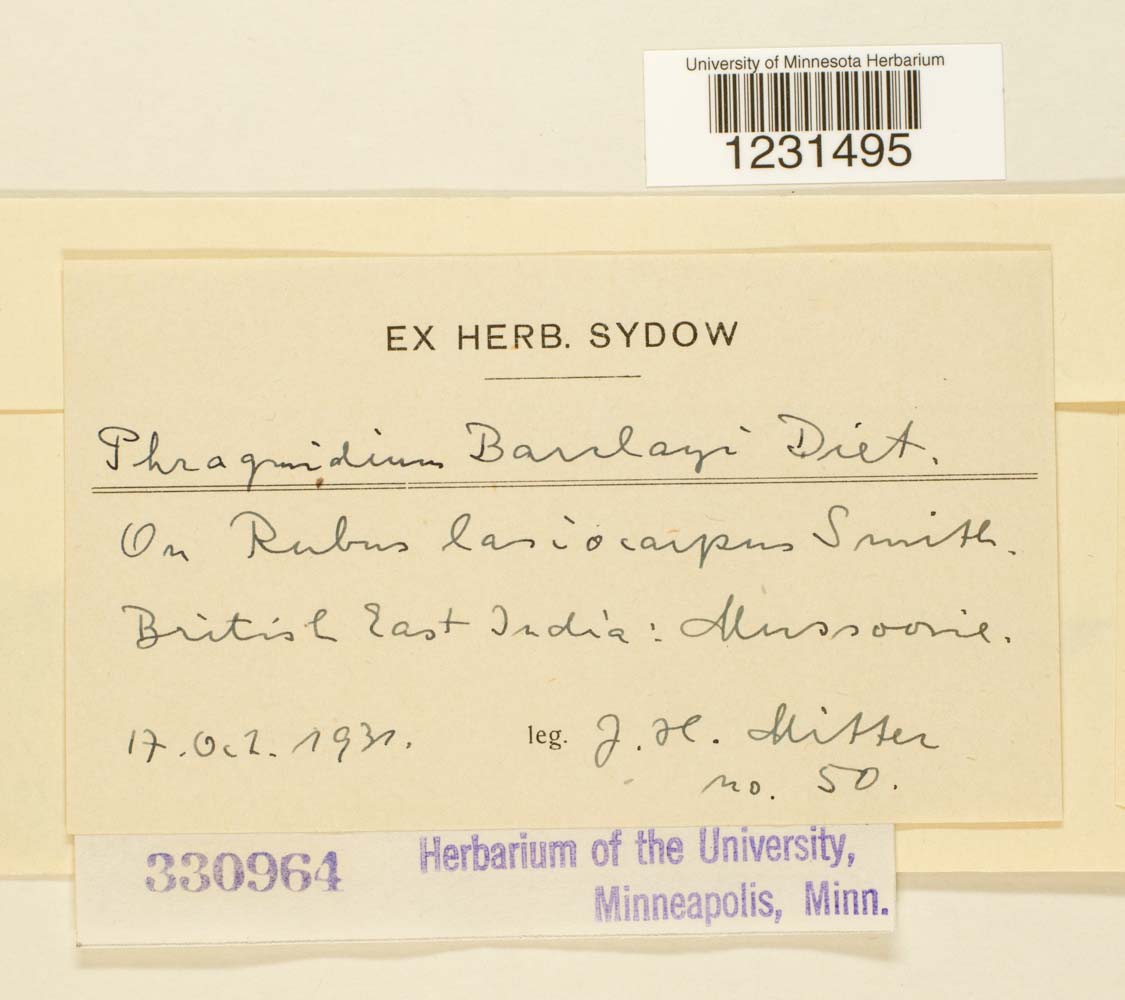 University of Minnesota Herbarium
1231495
EX HERB. SYDOW
Phragmidium Barclayi Diet.
On Rubus lasiocarpus Smith.
British East India: Mussoorie.
17. Oct. 1931. leg. J. H. Mitter
no. 50.
330964 Herbarium of the University,
Minneapolis, Minn.